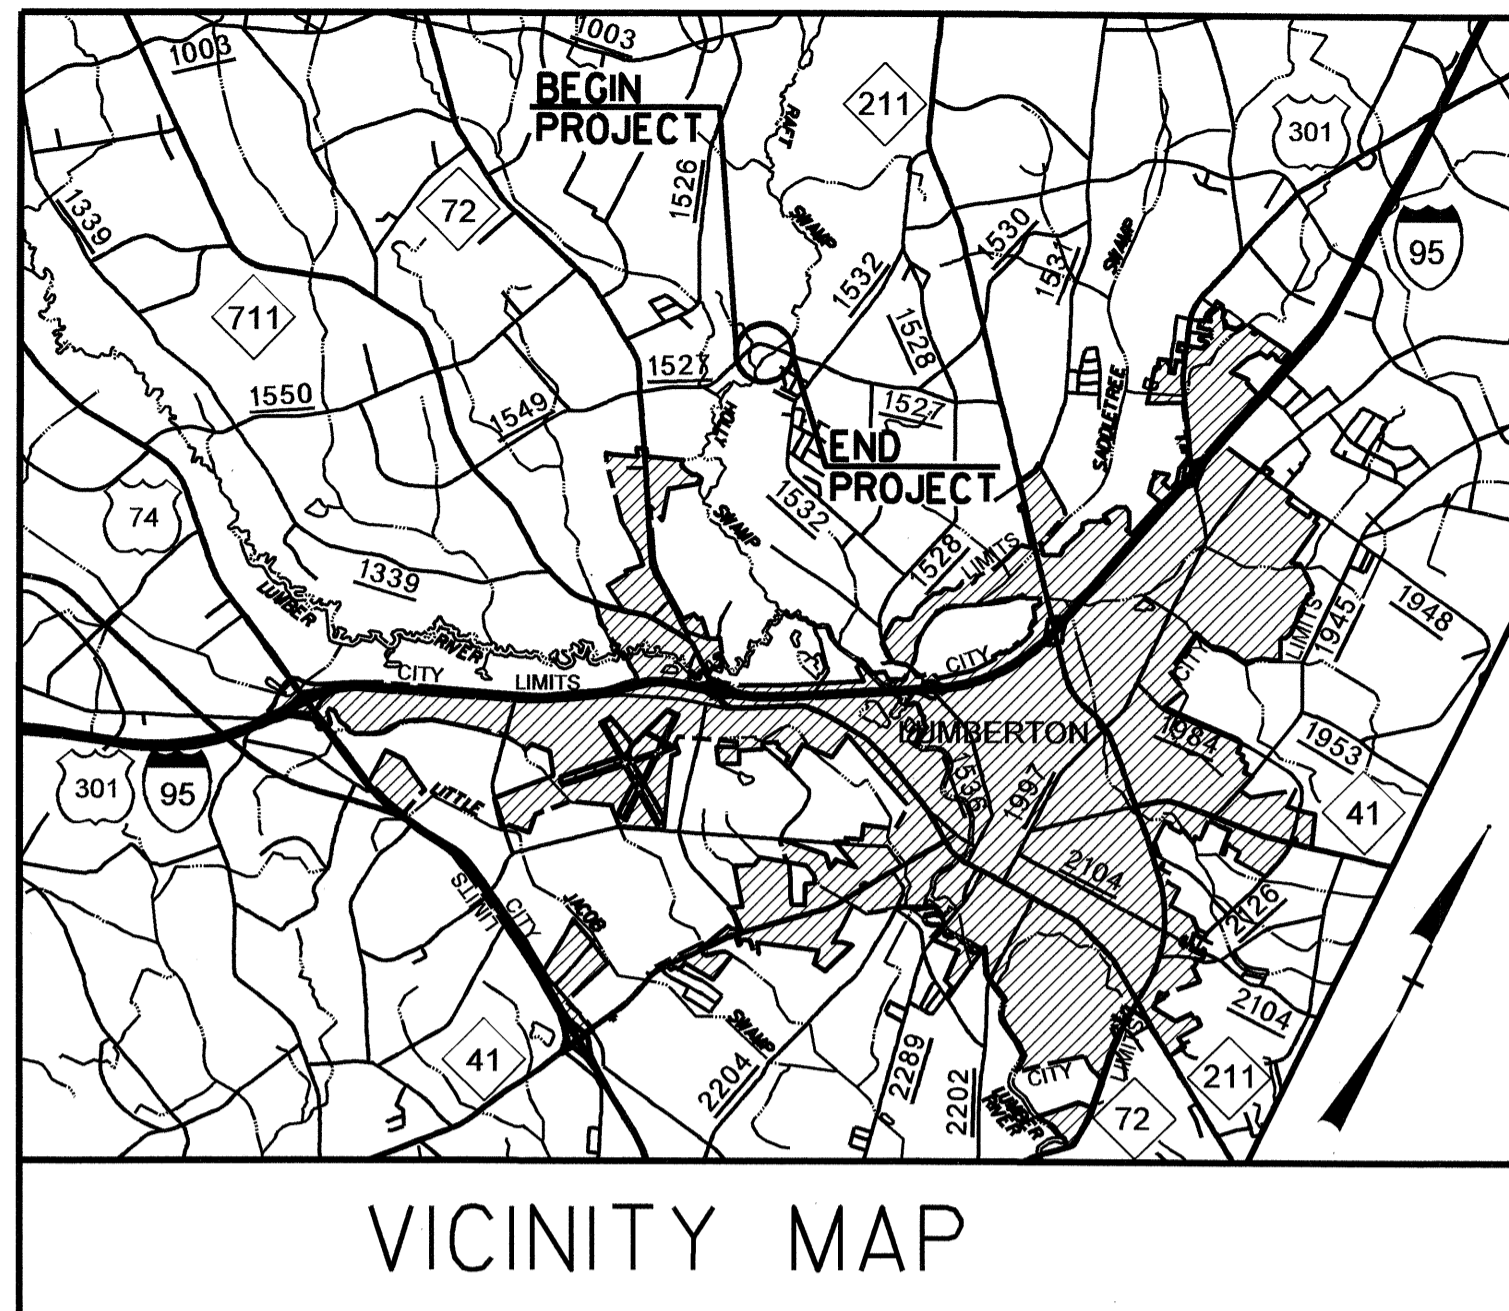 1003
1003
BEGIN
PROJECT
211
RAFT
SWAMP
301
1526
72
1339
1530
1531
SWAMP
95
1532
711
1528
1527
1550
1549
1527
HOLLY
SWAMP
SADDLETREE
END
PROJECT
1532
74
1528
LIMITS
1339
LUMBER
RIVER
CITY
LIMITS
CITY
LIMITS
1945
1948
CITY
LUMBERTON
1984
1953
301
95
LITTLE
1536
1997
41
2104
CITY
LIMITS
JACOB
SWAMP
2126
2104
41
2204
2289
2202
LUMBER
RIVER
CITY
LIMITS
72
211
VICINITY MAP